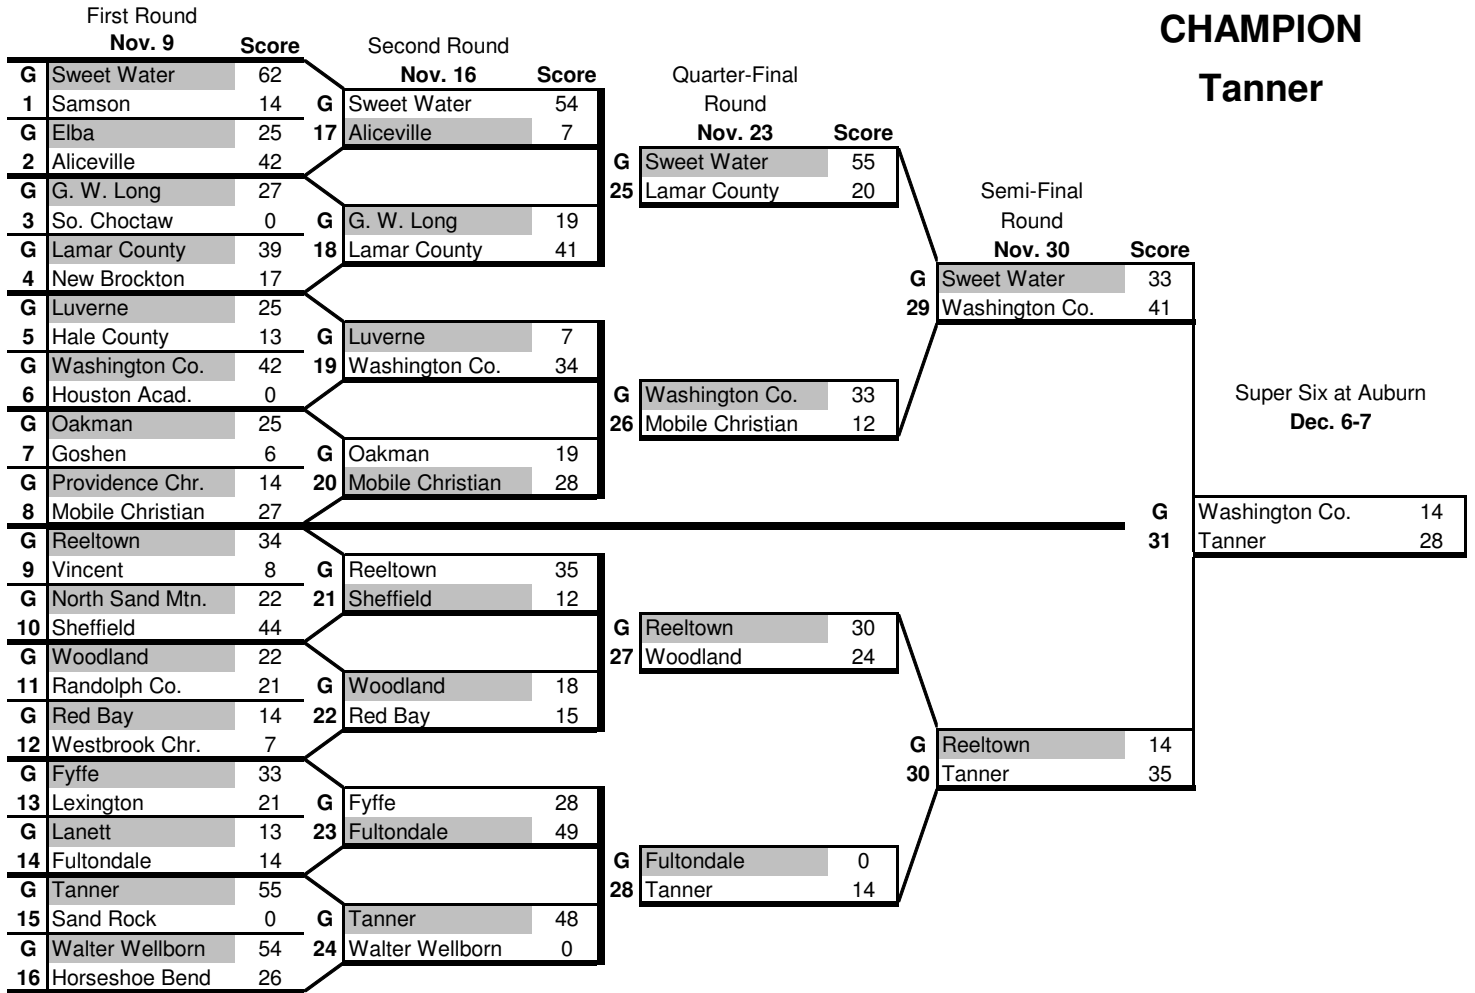 First Round
Nov. 9 Score
Second Round
Nov. 16 Score
Quarter-Final
Round
Nov. 23 Score
Semi-Final
Round
Nov. 30 Score
CHAMPION
Tanner
Super Six at Auburn
Dec. 6-7
G Sweet Water 62
1 Samson 14
G Elba 25
2 Aliceville 42
G G. W. Long 27
3 So. Choctaw 0
G Lamar County 39
4 New Brockton 17
G Luverne 25
5 Hale County 13
G Washington Co. 42
6 Houston Acad. 0
G Oakman 25
7 Goshen 6
G Providence Chr. 14
8 Mobile Christian 27
G Reeltown 34
9 Vincent 8
G North Sand Mtn. 22
10 Sheffield 44
G Woodland 22
11 Randolph Co. 21
G Red Bay 14
12 Westbrook Chr. 7
G Fyffe 33
13 Lexington 21
G Lanett 13
14 Fultondale 14
G Tanner 55
15 Sand Rock 0
G Walter Wellborn 54
16 Horseshoe Bend 26
G Sweet Water 54
17 Aliceville 7
G G. W. Long 19
18 Lamar County 41
G Luverne 7
19 Washington Co. 34
G Oakman 19
20 Mobile Christian 28
G Reeltown 35
21 Sheffield 12
G Woodland 18
22 Red Bay 15
G Fyffe 28
23 Fultondale 49
G Tanner 48
24 Walter Wellborn 0
G Sweet Water 55
25 Lamar County 20
G Washington Co. 33
26 Mobile Christian 12
G Reeltown 30
27 Woodland 24
G Fultondale 0
28 Tanner 14
G Sweet Water 33
29 Washington Co. 41
G Reeltown 14
30 Tanner 35
G Washington Co. 14
31 Tanner 28